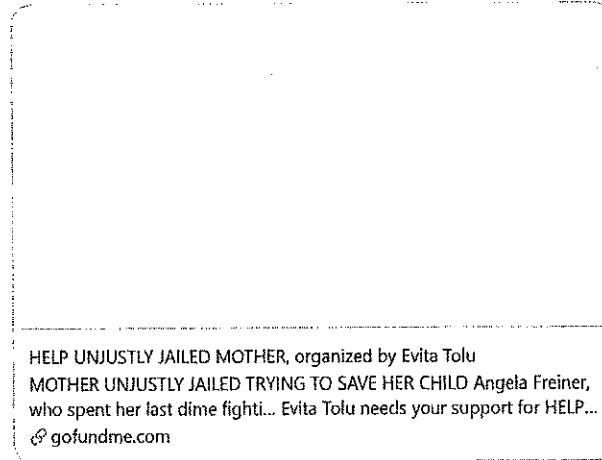 HELP UNJUSTLY JAILED MOTHER, organized by Evita Tolu
MOTHER UNJUSTLY JAILED TRYING TO SAVE HER CHILD Angela Freiner,
who spent her last dime fighti... Evita Tolu needs your support for HELP...
gofundme.com